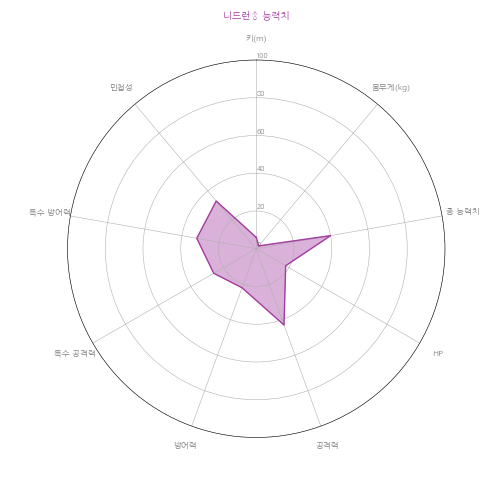 니드런♂ 능력치
키(m)
100
민첩성
몸무게(kg)
80
60
40
특수 방어력
20
총 능력치
0
특수 공격력
HP
방어력
공격력